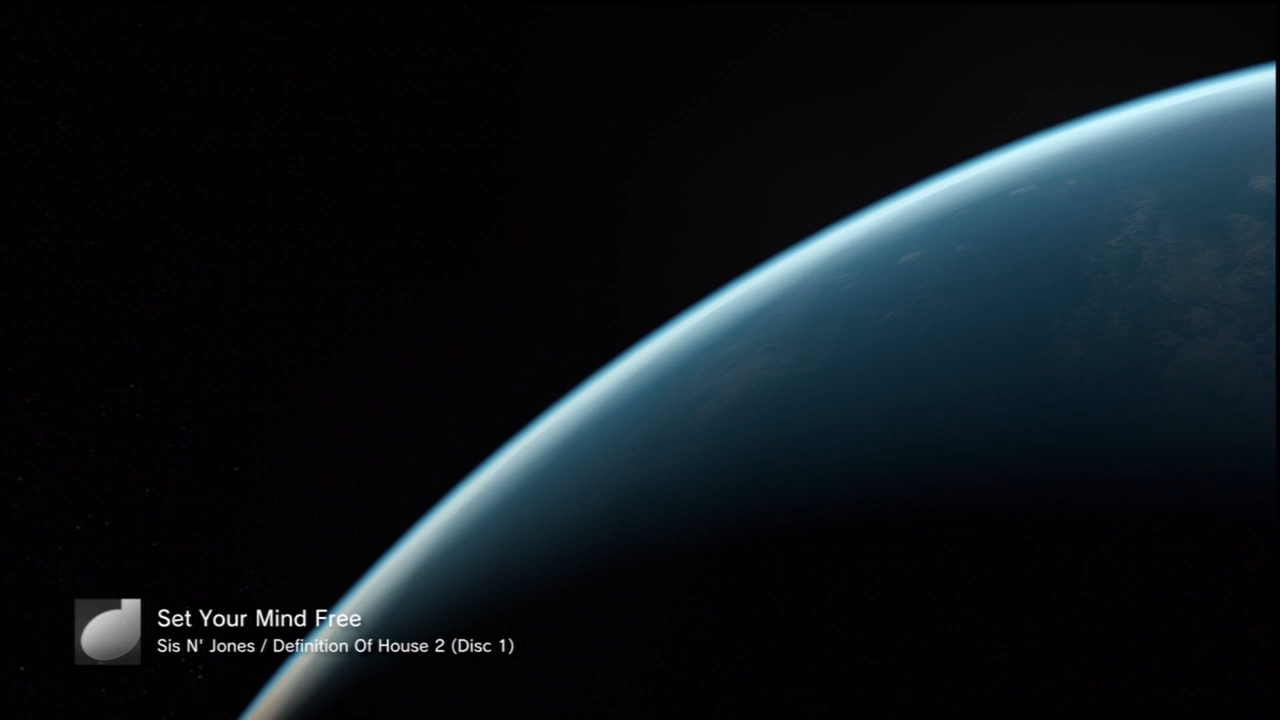 Set Your Mind Free
Sis N' Jones / Definition Of House 2 (Disc 1)